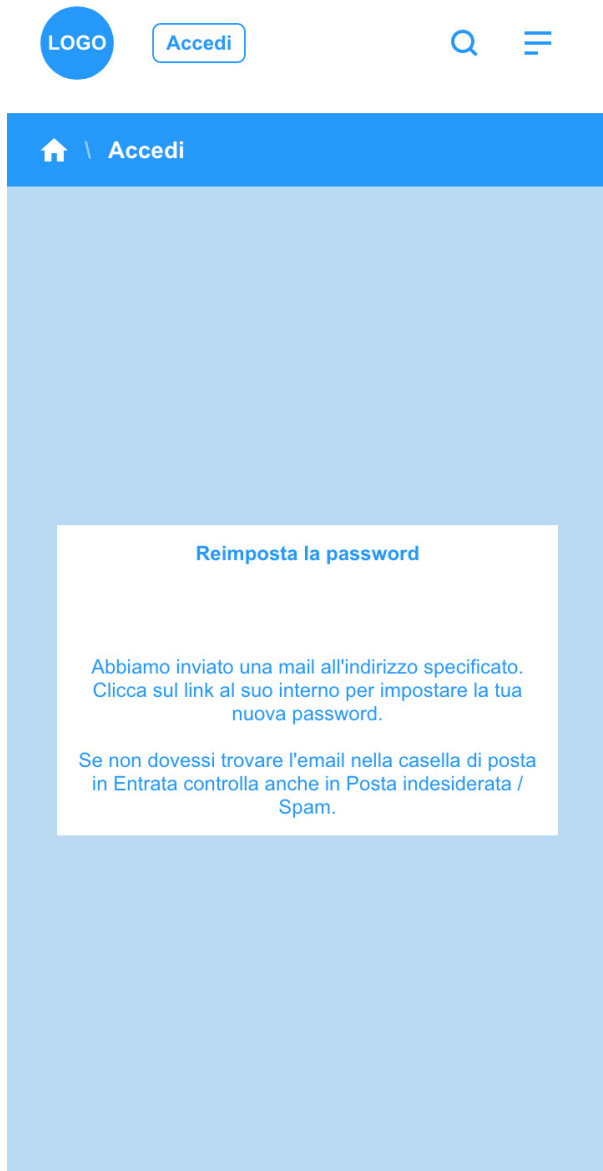 LOGO
Accedi
\ Accedi
Reimposta la password
Abbiamo inviato una mail all'indirizzo specificato.
Clicca sul link al suo interno per impostare la tua
nuova password.
Se non dovessi trovare l'email nella casella di posta
in Entrata controlla anche in Posta indesiderata /
Spam.